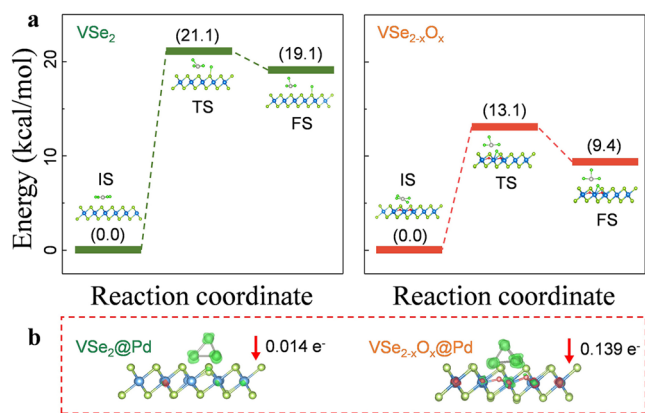 a
VSe₂
(21.1)
(19.1)
TS
FS
IS
(0.0)
20
10
0
Energy (kcal/mol)
Reaction coordinate
VSe₂₋ₓOₓ
(13.1)
(9.4)
IS
TS
FS
(0.0)
Reaction coordinate
b
VSe₂@Pd
0.014 e⁻
VSe₂₋ₓOₓ@Pd
0.139 e⁻